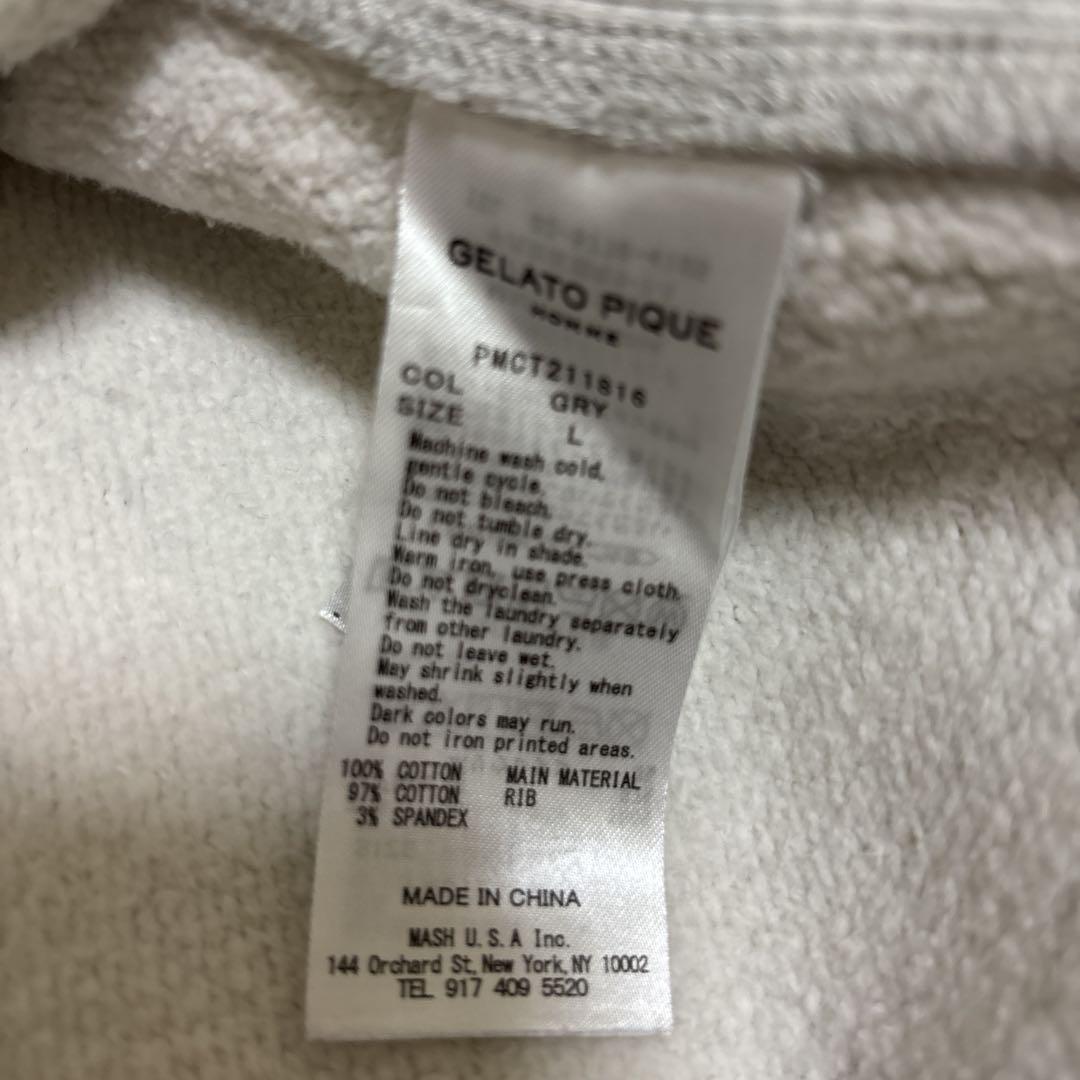 GELATO PIQUE
HOMME
PMCT211816
COL GRY
SIZE L
Machine wash cold,
gentle cycle.
Do not bleach.
Do not tumble dry.
Line dry in shade.
Warm iron, use press cloth.
Do not dryclean.
Wash the laundry separately
from other laundry.
Do not leave wet.
May shrink slightly when
washed.
Dark colors may run.
Do not iron printed areas.
100% COTTON MAIN MATERIAL
97% COTTON RIB
3% SPANDEX
MADE IN CHINA
MASH U.S.A Inc.
144 Orchard St, New York, NY 10002
TEL 917 409 5520